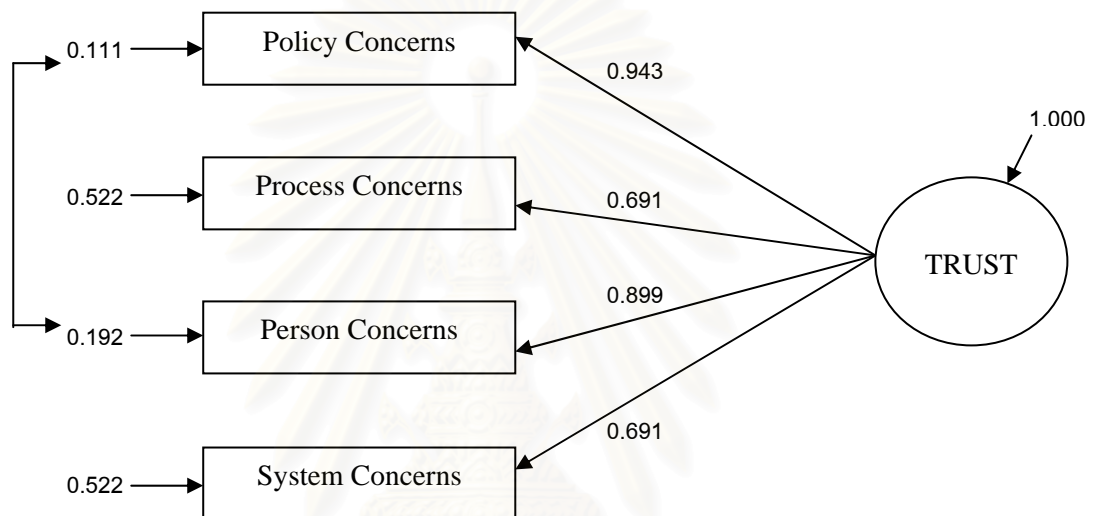 0.111
Policy Concerns
0.943
1.000
0.522
Process Concerns
0.691
TRUST
0.192
Person Concerns
0.899
0.522
System Concerns
0.691